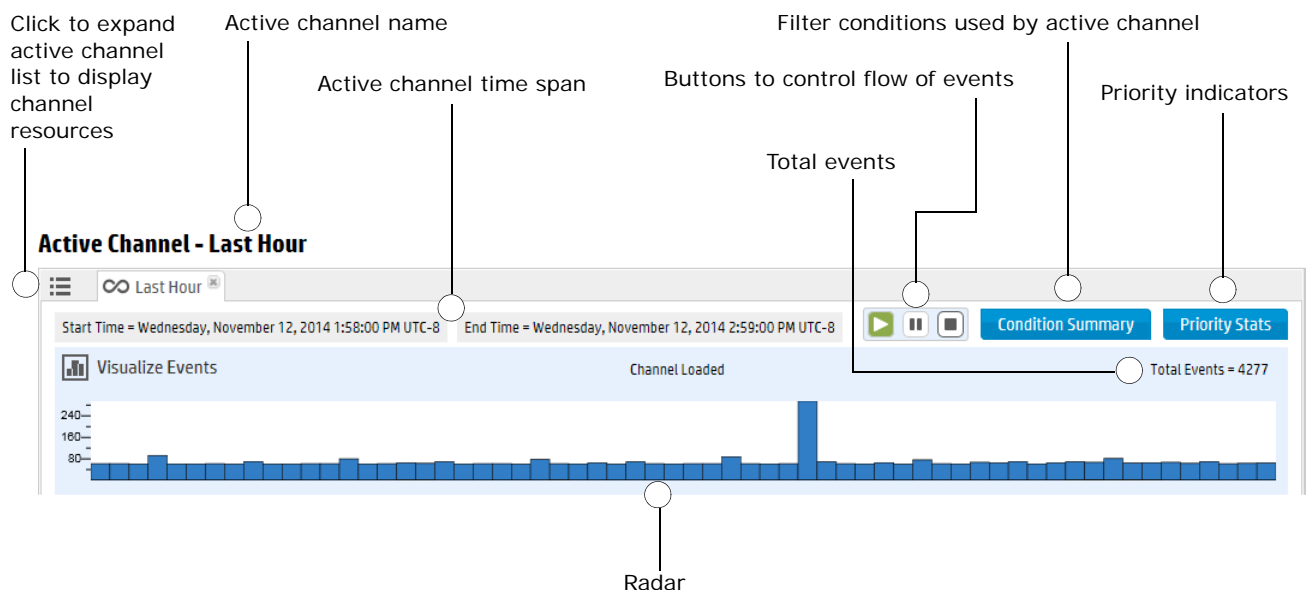 Click to expand
active channel
list to display
channel
resources
Active channel name
Active channel time span
Filter conditions used by active channel
Buttons to control flow of events
Priority indicators
Total events
Active Channel - Last Hour
Last Hour
Start Time = Wednesday, November 12, 2014 1:58:00 PM UTC-8
End Time = Wednesday, November 12, 2014 2:59:00 PM UTC-8
Condition Summary
Priority Stats
Visualize Events
Channel Loaded
Total Events = 4277
240
160
80
Radar